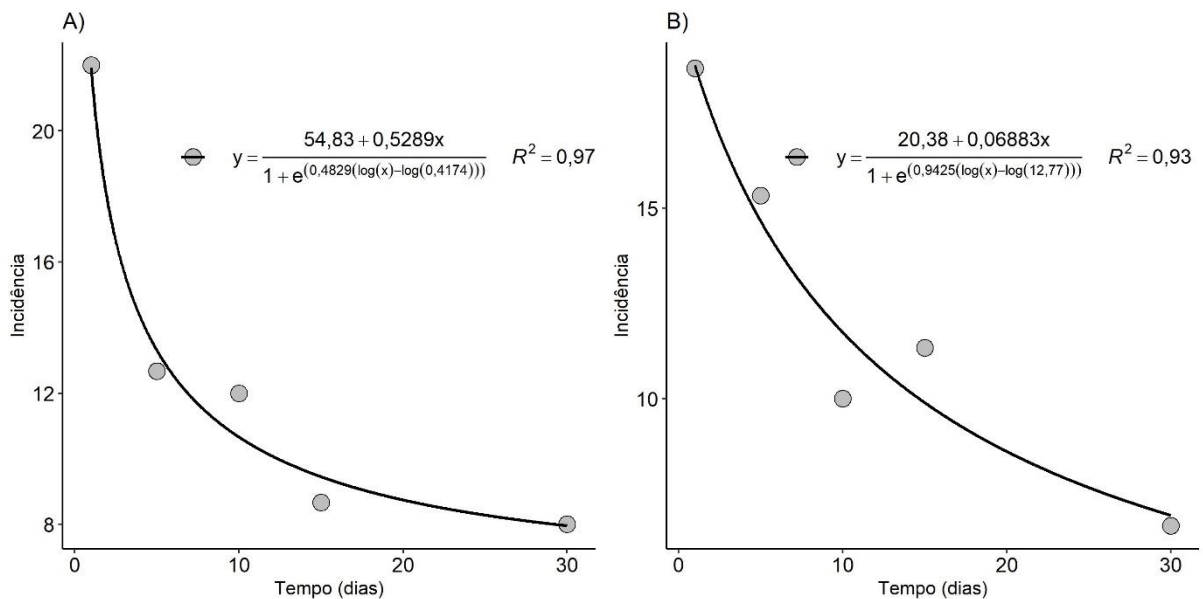 A)
y = 54,83 + 0,5289x / 1 + e^(0,4829(log(x)−log(0,4174))) R² = 0,97
20
16
12
8
Incidência
0 10 20 30
Tempo (dias)
B)
y = 20,38 + 0,06883x / 1 + e^(0,9425(log(x)−log(12,77))) R² = 0,93
15
10
Incidência
0 10 20 30
Tempo (dias)